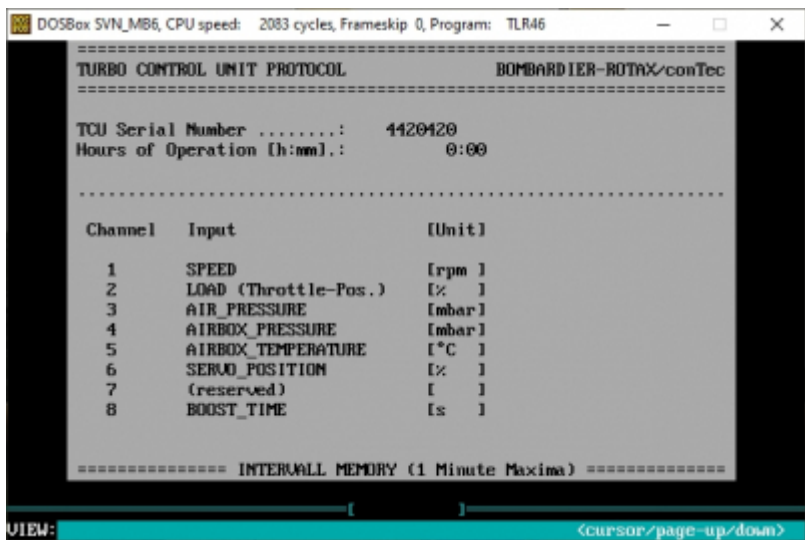 DOSBox SVN_MB6, CPU speed: 2083 cycles, Frameskip 0, Program: TLR46
================================================================
TURBO CONTROL UNIT PROTOCOL BOMBARDIER-ROTAX/conTec
================================================================
TCU Serial Number ........: 4420420
Hours of Operation [h:mm].: 0:00
................................................................
Channel Input [Unit]
1 SPEED [rpm ]
2 LOAD (Throttle-Pos.) [% ]
3 AIR_PRESSURE [mbar]
4 AIRBOX_PRESSURE [mbar]
5 AIRBOX_TEMPERATURE [°C ]
6 SERVO_POSITION [% ]
7 (reserved) [ ]
8 BOOST_TIME [s ]
=============== INTERVALL MEMORY (1 Minute Maxima) ==============
[ ]
VIEW: <cursor/page-up/down>